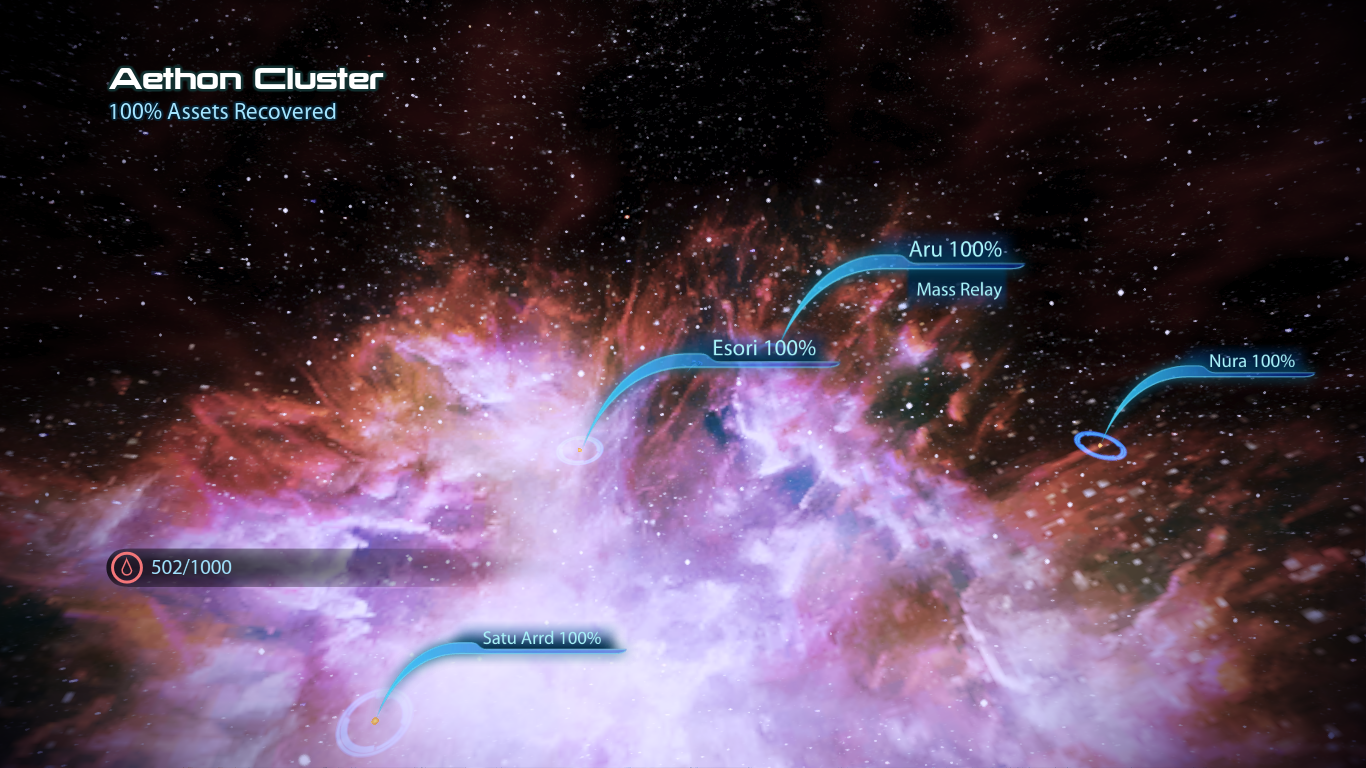 Aethon Cluster
100% Assets Recovered
Aru 100%
Mass Relay
Esori 100%
Nura 100%
502/1000
Satu Arrd 100%